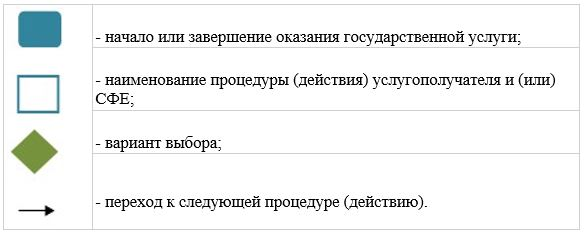 - начало или завершение оказания государственной услуги;
- наименование процедуры (действия) услугополучателя и (или)
СФЕ;
- вариант выбора;
- переход к следующей процедуре (действию).